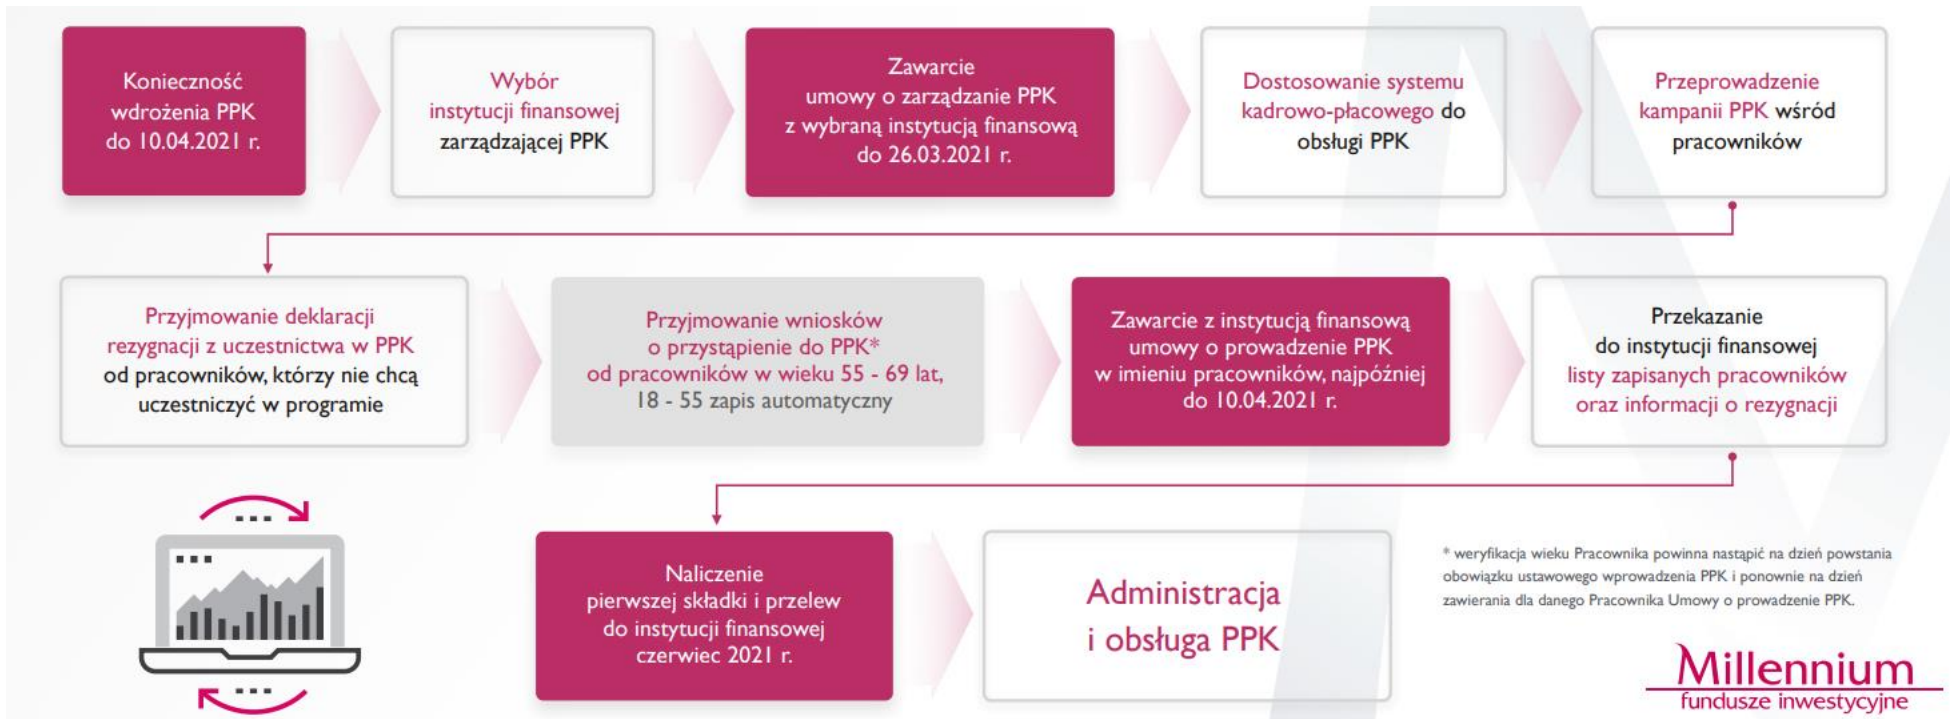 Konieczność
wdrożenia PPK
do 10.04.2021 r.
Wybór
instytucji finansowej
zarządzającej PPK
Zawarcie
umowy o zarządzanie PPK
z wybraną instytucją finansową
do 26.03.2021 r.
Dostosowanie systemu
kadrowo-płacowego do
obsługi PPK
Przeprowadzenie
kampanii PPK wśród
pracowników
Przyjmowanie deklaracji
rezygnacji z uczestnictwa w PPK
od pracowników, którzy nie chcą
uczestniczyć w programie
Przyjmowanie wniosków
o przystąpienie do PPK*
od pracowników w wieku 55 - 69 lat,
18 - 55 zapis automatyczny
Zawarcie z instytucją finansową
umowy o prowadzenie PPK
w imieniu pracowników, najpóźniej
do 10.04.2021 r.
Przekazanie
do instytucji finansowej
listy zapisanych pracowników
oraz informacji o rezygnacji
Naliczenie
pierwszej składki i przelew
do instytucji finansowej
czerwiec 2021 r.
Administracja
i obsługa PPK
* weryfikacja wieku Pracownika powinna nastąpić na dzień powstania
obowiązku ustawowego wprowadzenia PPK i ponownie na dzień
zawierania dla danego Pracownika Umowy o prowadzenie PPK.
Millennium
fundusze inwestycyjne